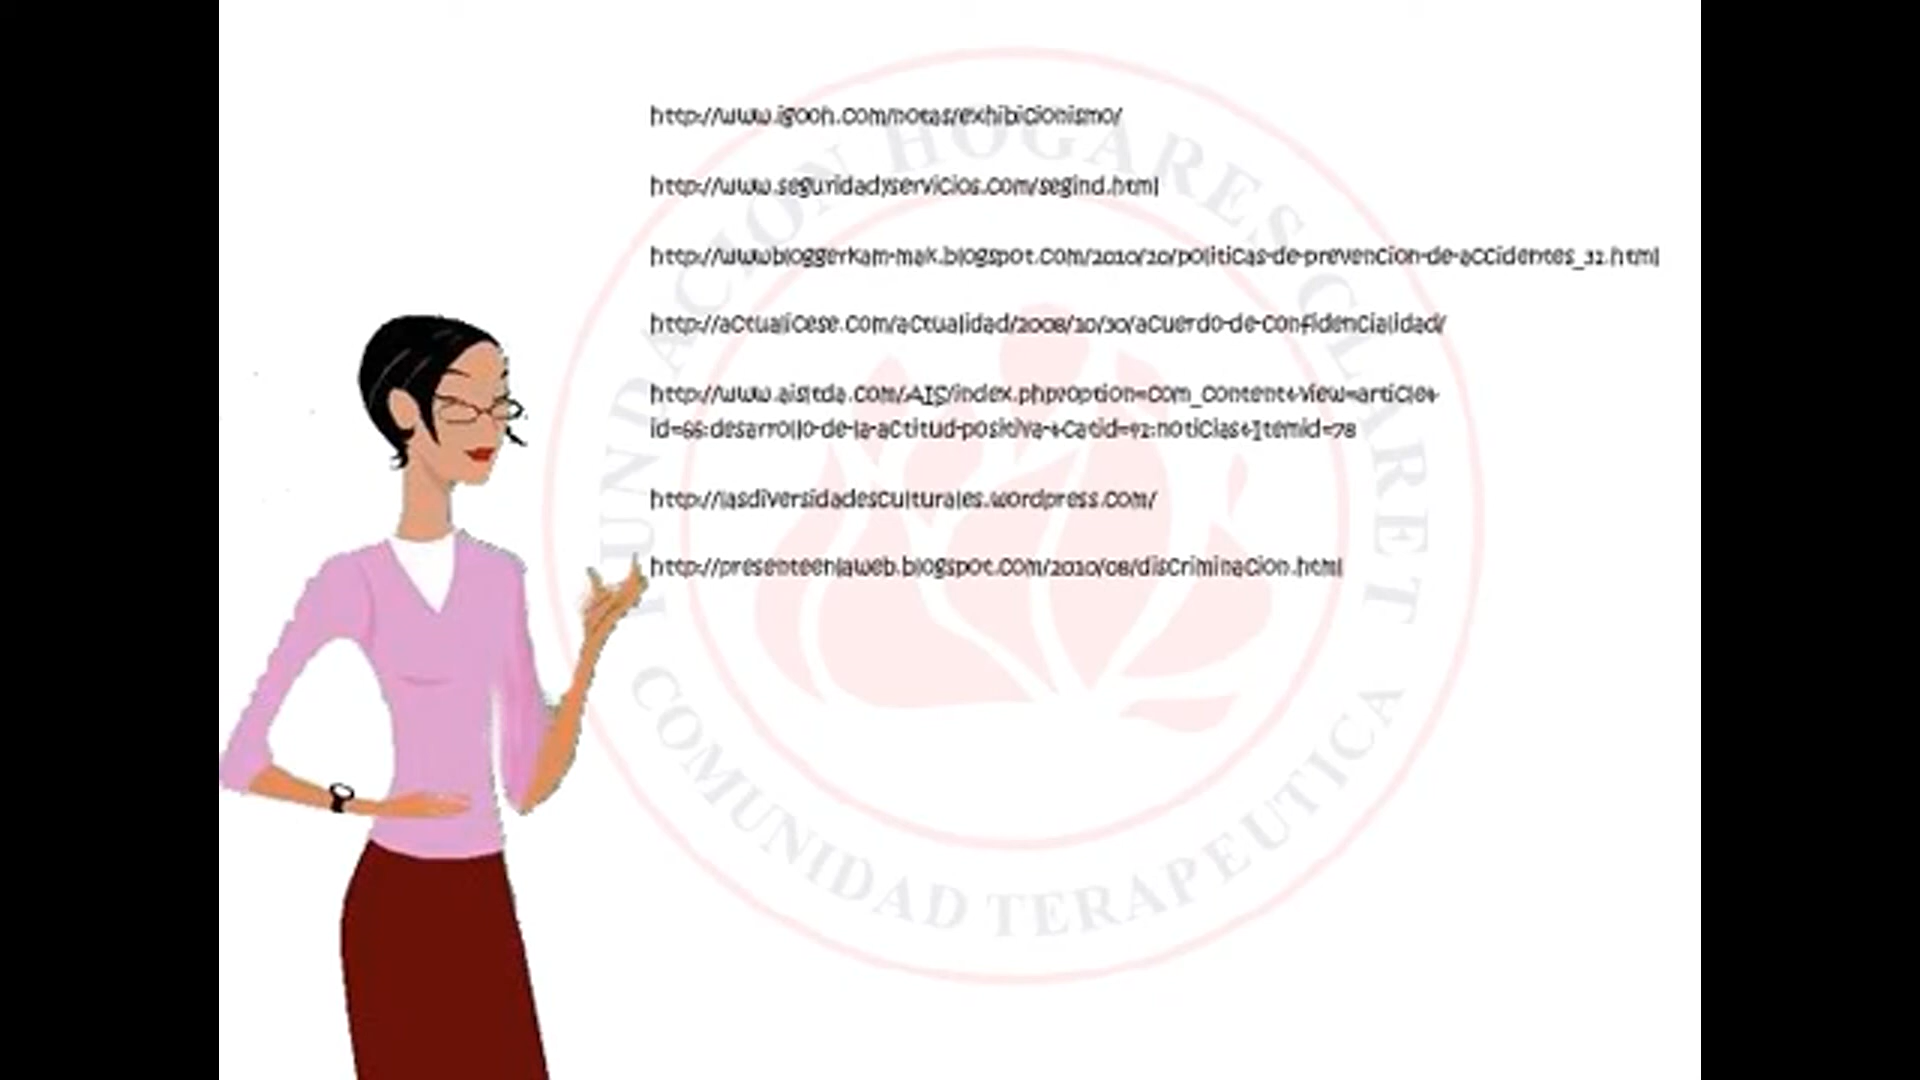 http://www.igooh.com/notas/exhibicionismo/
http://www.seguridadyservicios.com/segind.html
http://wwwbloggerkam-mak.blogspot.com/2010/10/politicas-de-prevencion-de-accidentes_31.html
http://actualicese.com/actualidad/2008/10/30/acuerdo-de-confidencialidad/
http://www.aisltda.com/AIS/index.php?option=com_content&view=article&
id=66:desarrollo-de-la-actitud-positiva-&catid=42:noticias&Itemid=78
http://lasdiversidadesculturales.wordpress.com/
http://presenteenlaweb.blogspot.com/2010/08/discriminacion.html
FUNDACION HOGARES CLARET
COMUNIDAD TERAPEUTICA